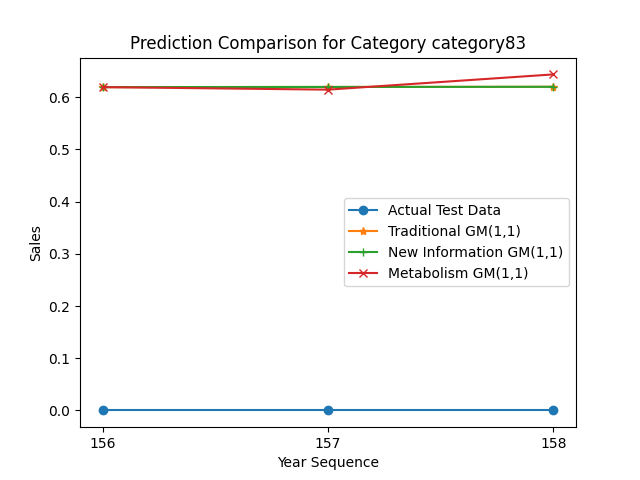 Prediction Comparison for Category category83
Sales
0.6
0.5
0.4
0.3
0.2
0.1
0.0
Actual Test Data
Traditional GM(1,1)
New Information GM(1,1)
Metabolism GM(1,1)
156 157 158
Year Sequence